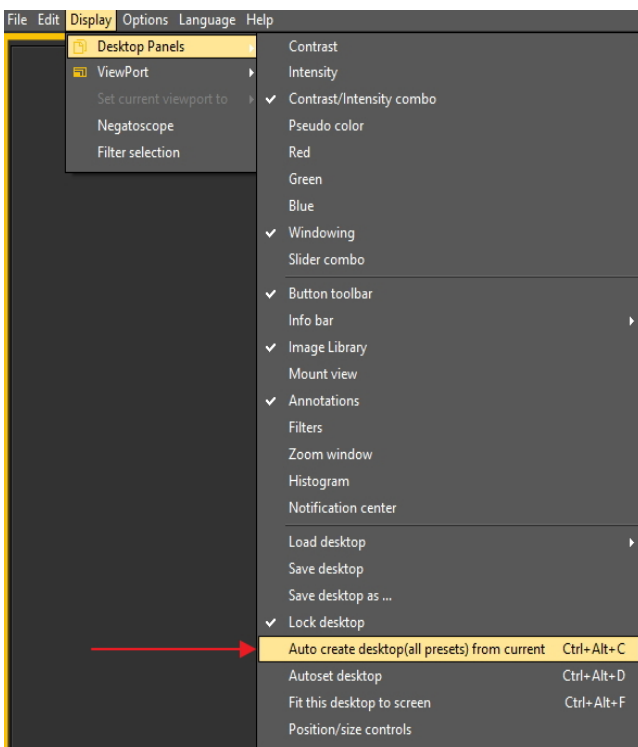 File Edit Display Options Language Help
Desktop Panels
ViewPort
Set current viewport to
Negatoscope
Filter selection
Contrast
Intensity
Contrast/Intensity combo
Pseudo color
Red
Green
Blue
Windowing
Slider combo
Button toolbar
Info bar
Image Library
Mount view
Annotations
Filters
Zoom window
Histogram
Notification center
Load desktop
Save desktop
Save desktop as ...
Lock desktop
Auto create desktop(all presets) from current Ctrl+Alt+C
Autoset desktop Ctrl+Alt+D
Fit this desktop to screen Ctrl+Alt+F
Position/size controls